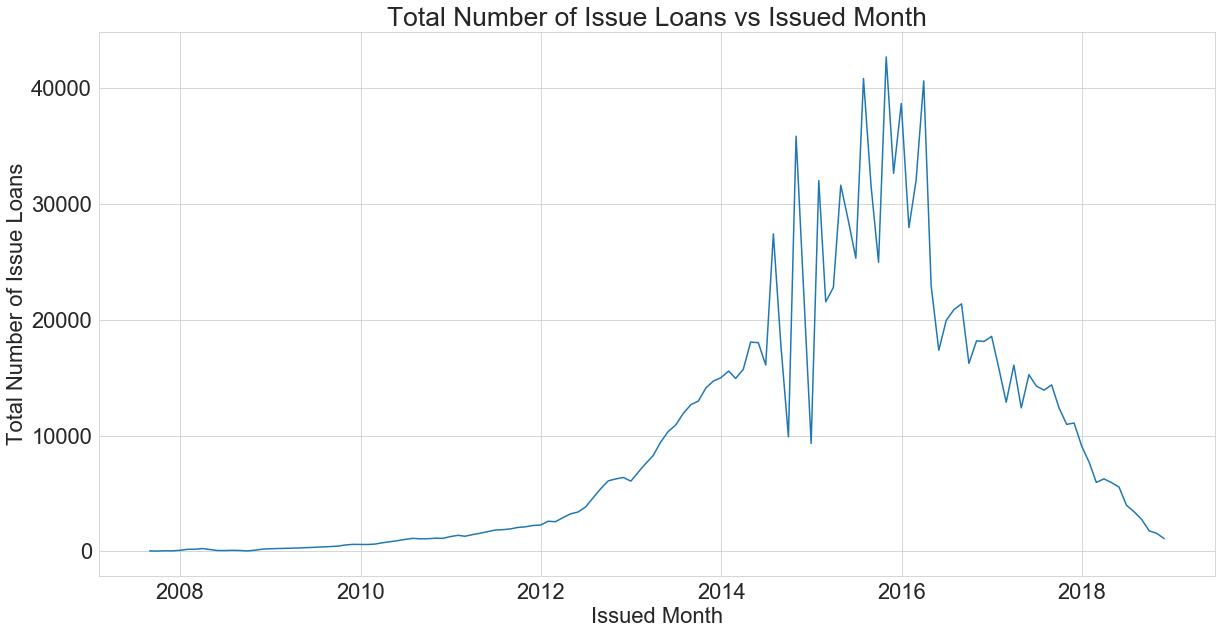 Total Number of Issue Loans vs Issued Month
Total Number of Issue Loans
40000
30000
20000
10000
0
2008 2010 2012 2014 2016 2018
Issued Month